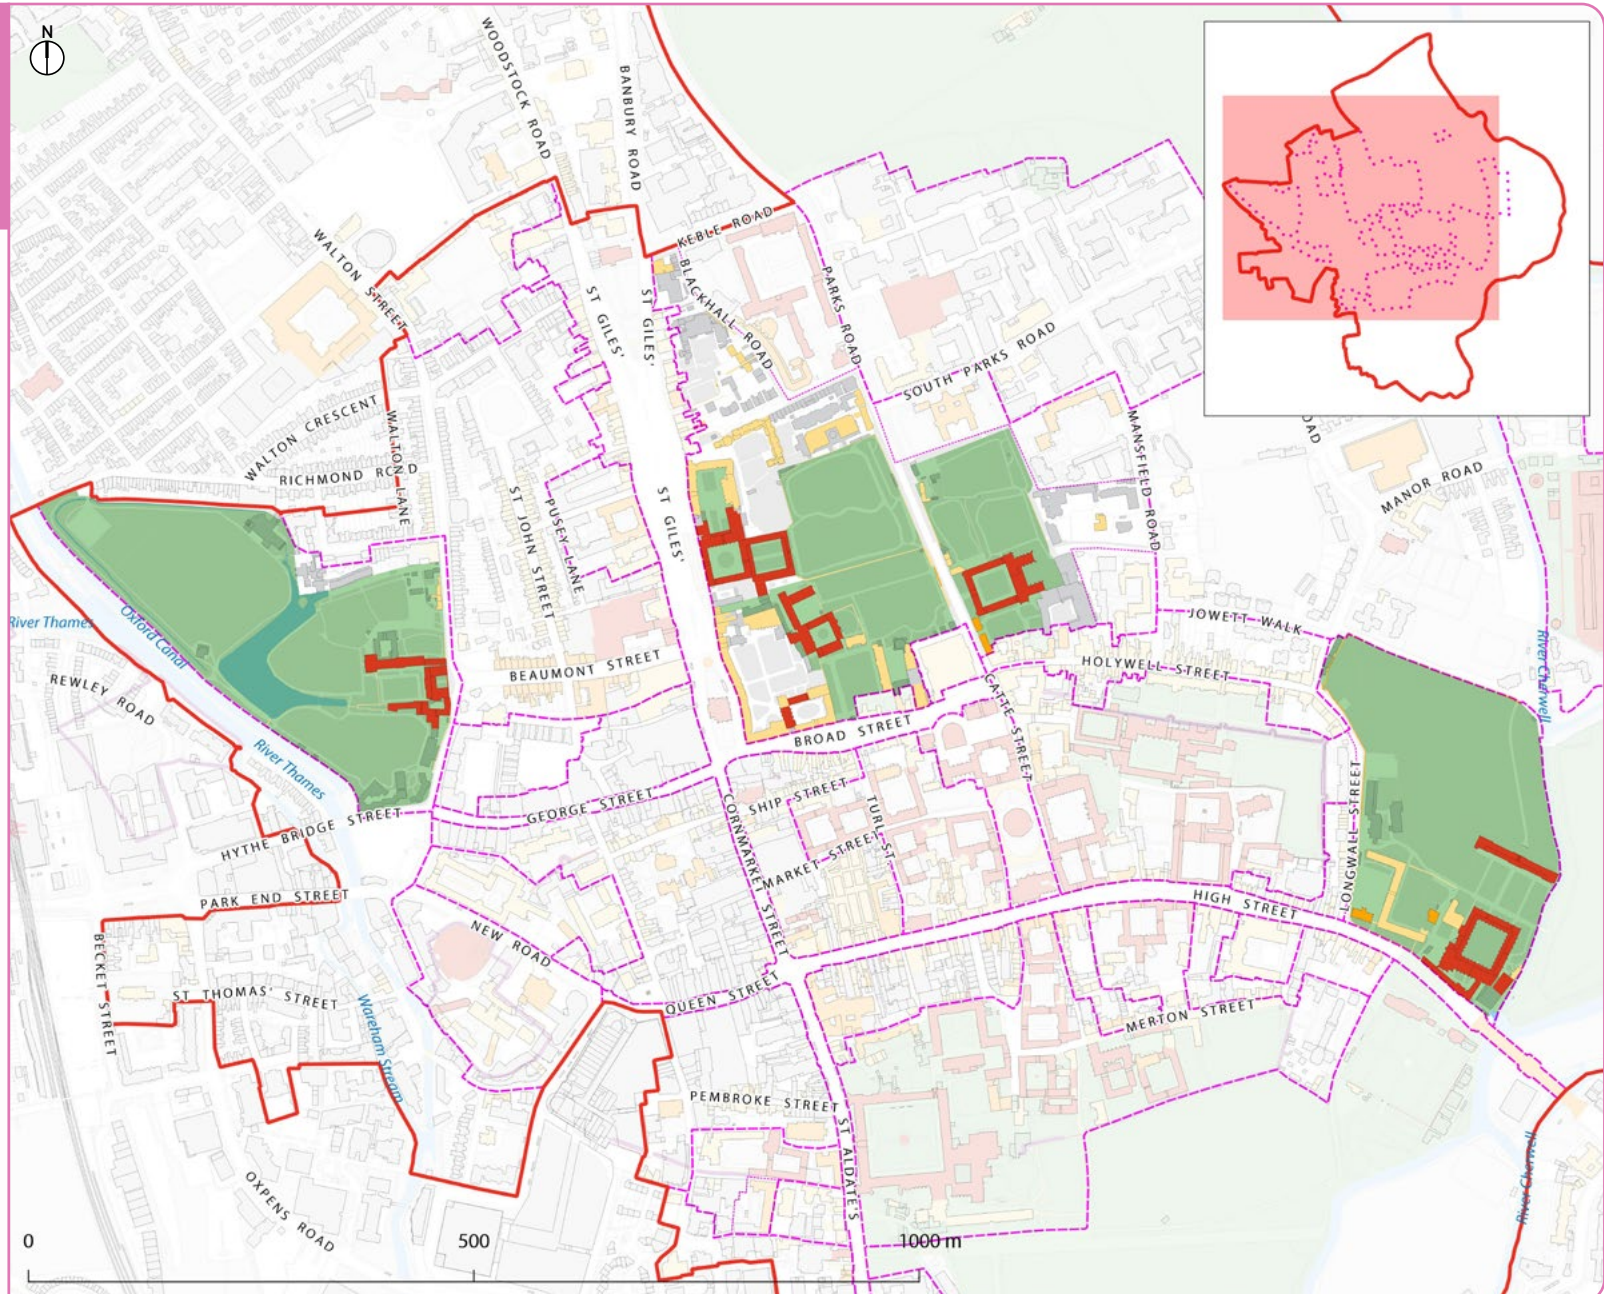 N
WOODSTOCK ROAD
BANBURY ROAD
KEBLE ROAD
WALTON STREET
BLACKHALL ROAD
PARKS ROAD
ST GILES'
ST GILES'
SOUTH PARKS ROAD
WALTON CRESCENT
WALTON LANE
RICHMOND ROAD
MANSFIELD ROAD
OAD
MANOR ROAD
ST JOHN STREET
PUSEY LANE
ST GILES'
River Thames
Oxford Canal
JOWETT WALK
River Cherwell
REWLEY ROAD
BEAUMONT STREET
HOLYWELL STREET
CATTE STREET
BROAD STREET
River Thames
GEORGE STREET
SHIP STREET
TURL ST
LONGWALL STREET
HYTHE BRIDGE STREET
CORNMARKET STREET
MARKET STREET
PARK END STREET
HIGH STREET
NEW ROAD
BECKET STREET
ST THOMAS' STREET
QUEEN STREET
MERTON STREET
Wareham Stream
PEMBROKE STREET
ST ALDATE'S
River Cherwell
OXPENS ROAD
0 500 1000 m